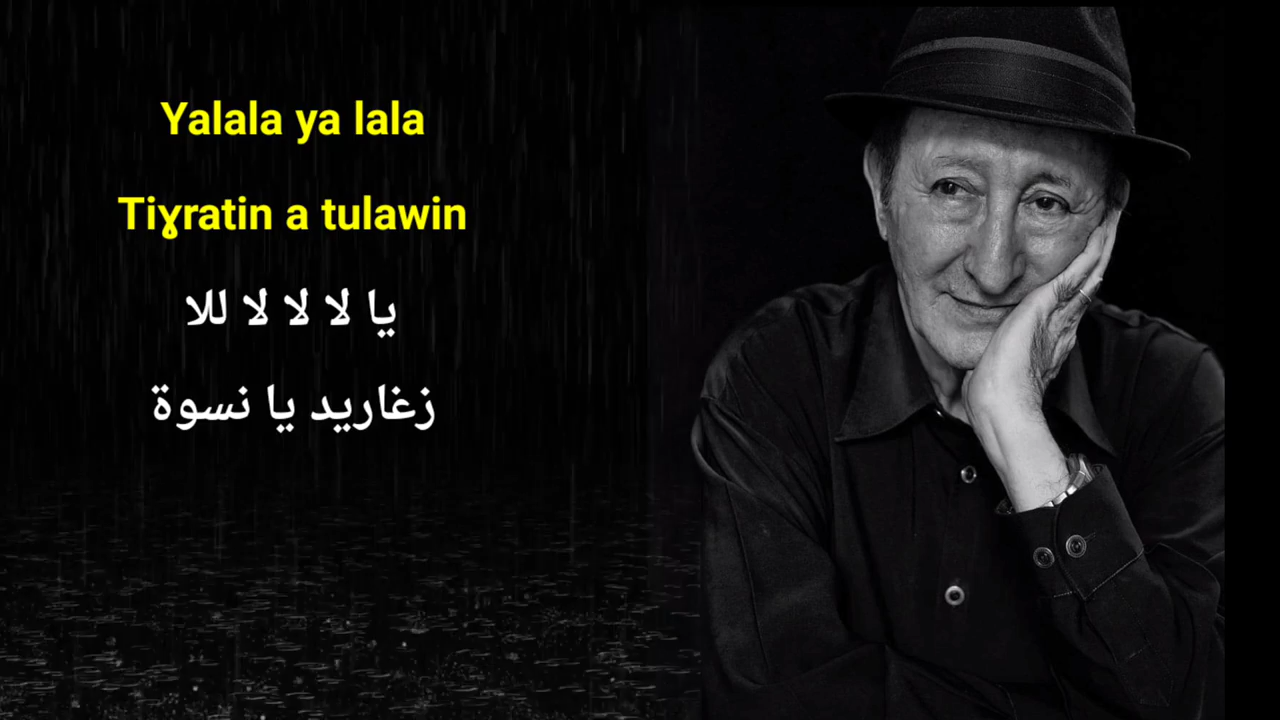 Yalala ya lala
Tiɣratin a tulawin
يا لا لا لا للا
زغاريد يا نسوة